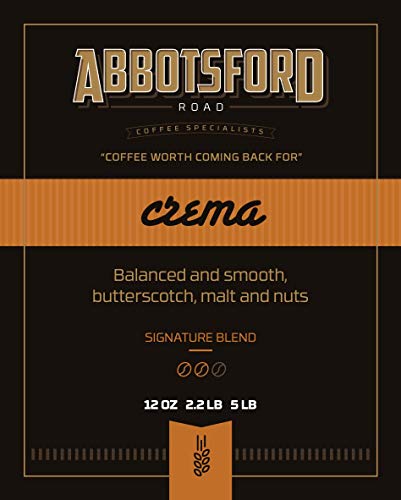 ABBOTSFORD
ROAD
COFFEE SPECIALISTS
“COFFEE WORTH COMING BACK FOR”
crema
Balanced and smooth,
butterscotch, malt and nuts
SIGNATURE BLEND
12 OZ 2.2 LB 5 LB